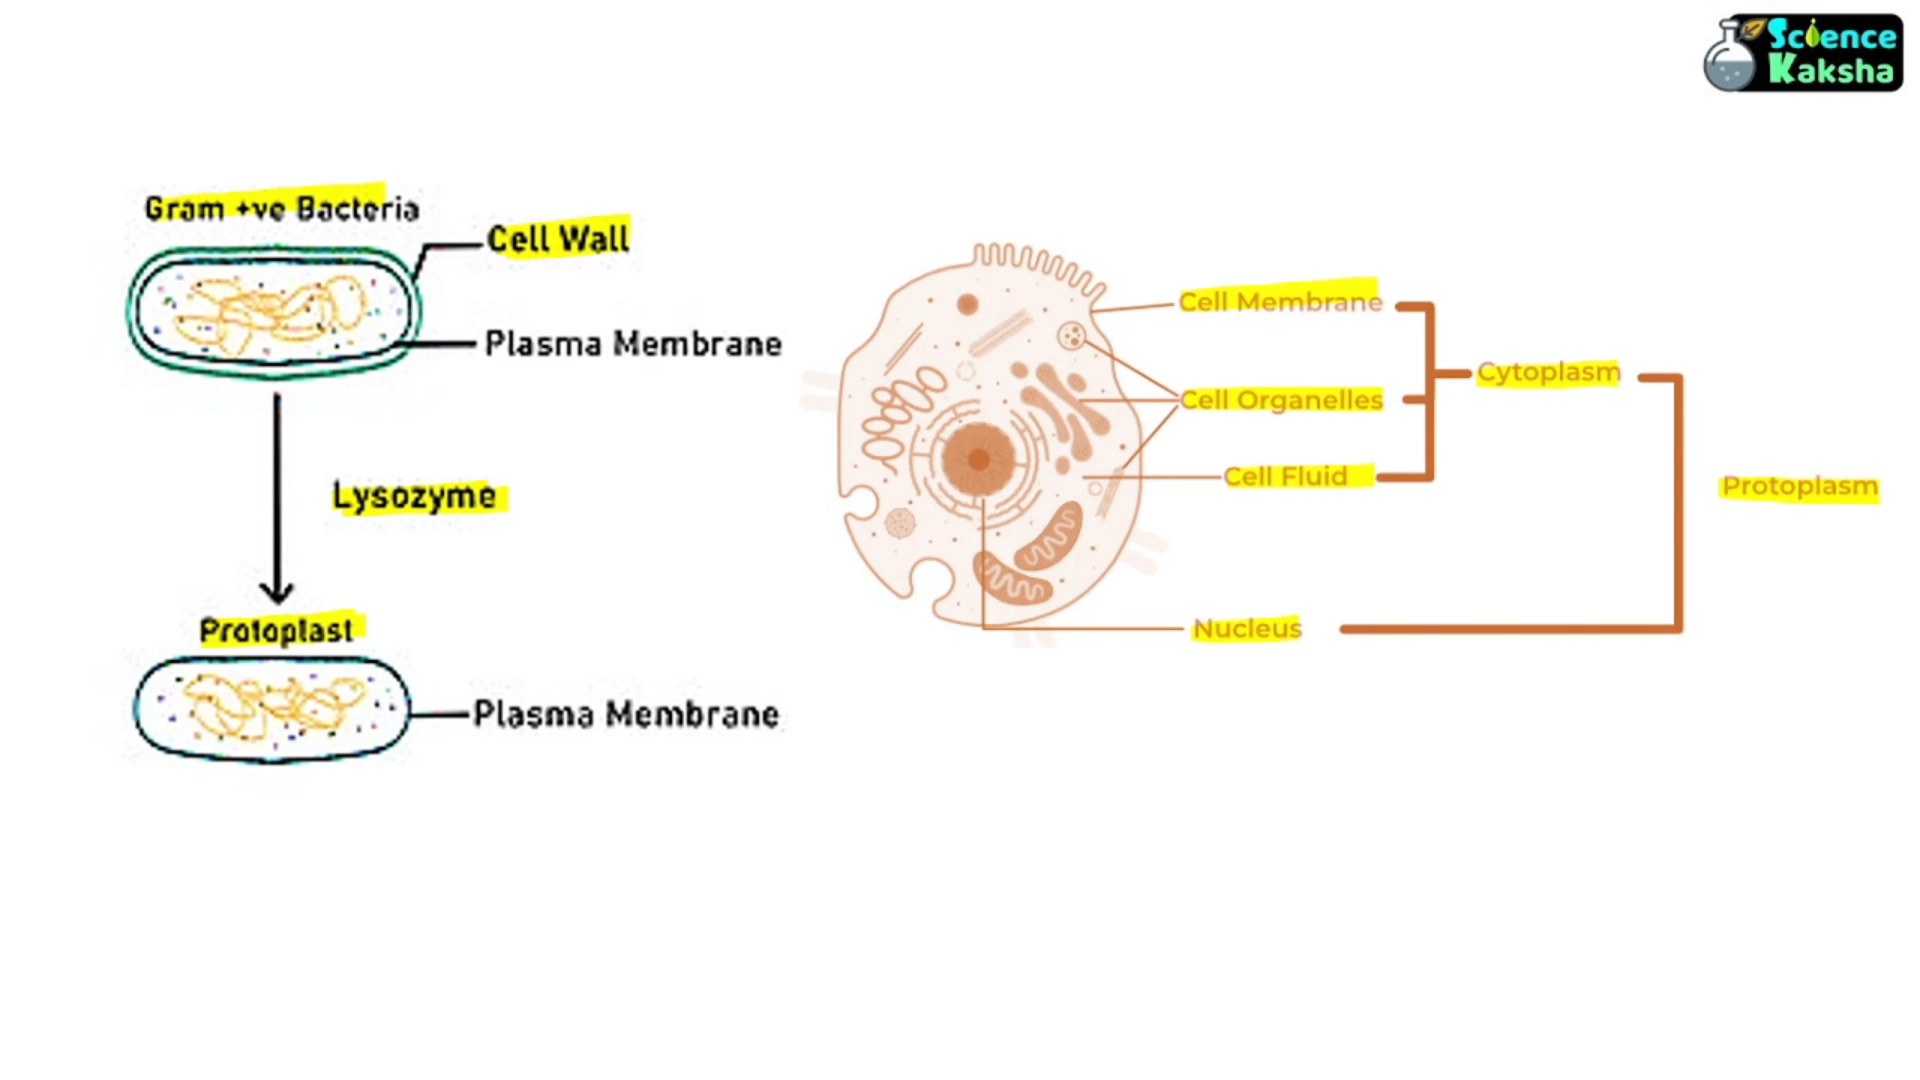 Science
Kaksha
Gram +ve Bacteria
Cell Wall
Plasma Membrane
Lysozyme
Protoplast
Plasma Membrane
Cell Membrane
Cell Organelles
Cell Fluid
Nucleus
Cytoplasm
Protoplasm